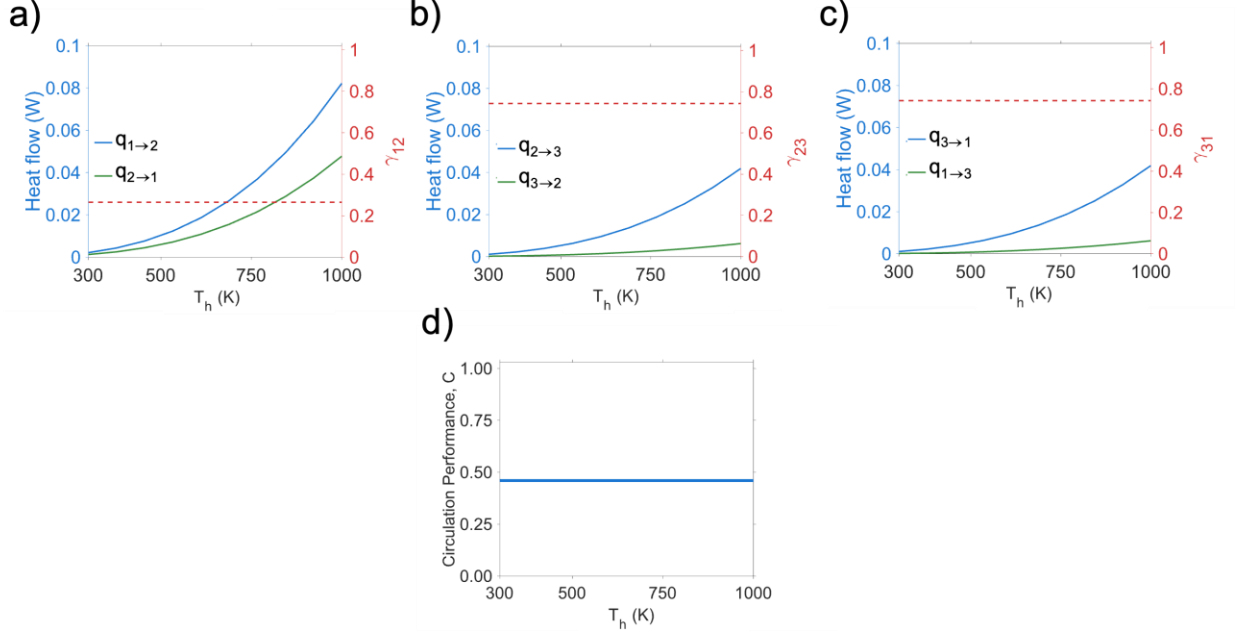 a)
0.1
0.08
0.06
0.04
0.02
0
Heat flow (W)
q1→2
q2→1
1
0.8
0.6
0.4
0.2
0
γ12
300
500
750
1000
Th (K)
b)
0.1
0.08
0.06
0.04
0.02
0
Heat flow (W)
q2→3
q3→2
1
0.8
0.6
0.4
0.2
0
γ23
300
500
750
1000
Th (K)
c)
0.1
0.08
0.06
0.04
0.02
0
Heat flow (W)
q3→1
q1→3
1
0.8
0.6
0.4
0.2
0
γ31
300
500
750
1000
Th (K)
d)
1.00
0.75
0.50
0.25
0.00
Circulation Performance, C
300
500
750
1000
Th (K)